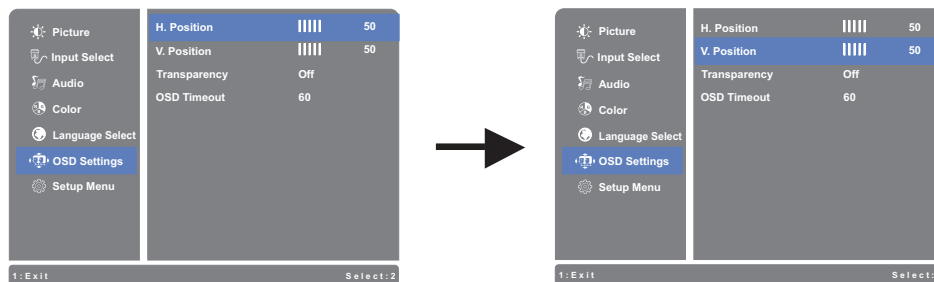 Picture
Input Select
Audio
Color
Language Select
OSD Settings
Setup Menu
H. Position 50
V. Position 50
Transparency Off
OSD Timeout 60
1:Exit Select:2
Picture
Input Select
Audio
Color
Language Select
OSD Settings
Setup Menu
H. Position 50
V. Position 50
Transparency Off
OSD Timeout 60
1:Exit Select: